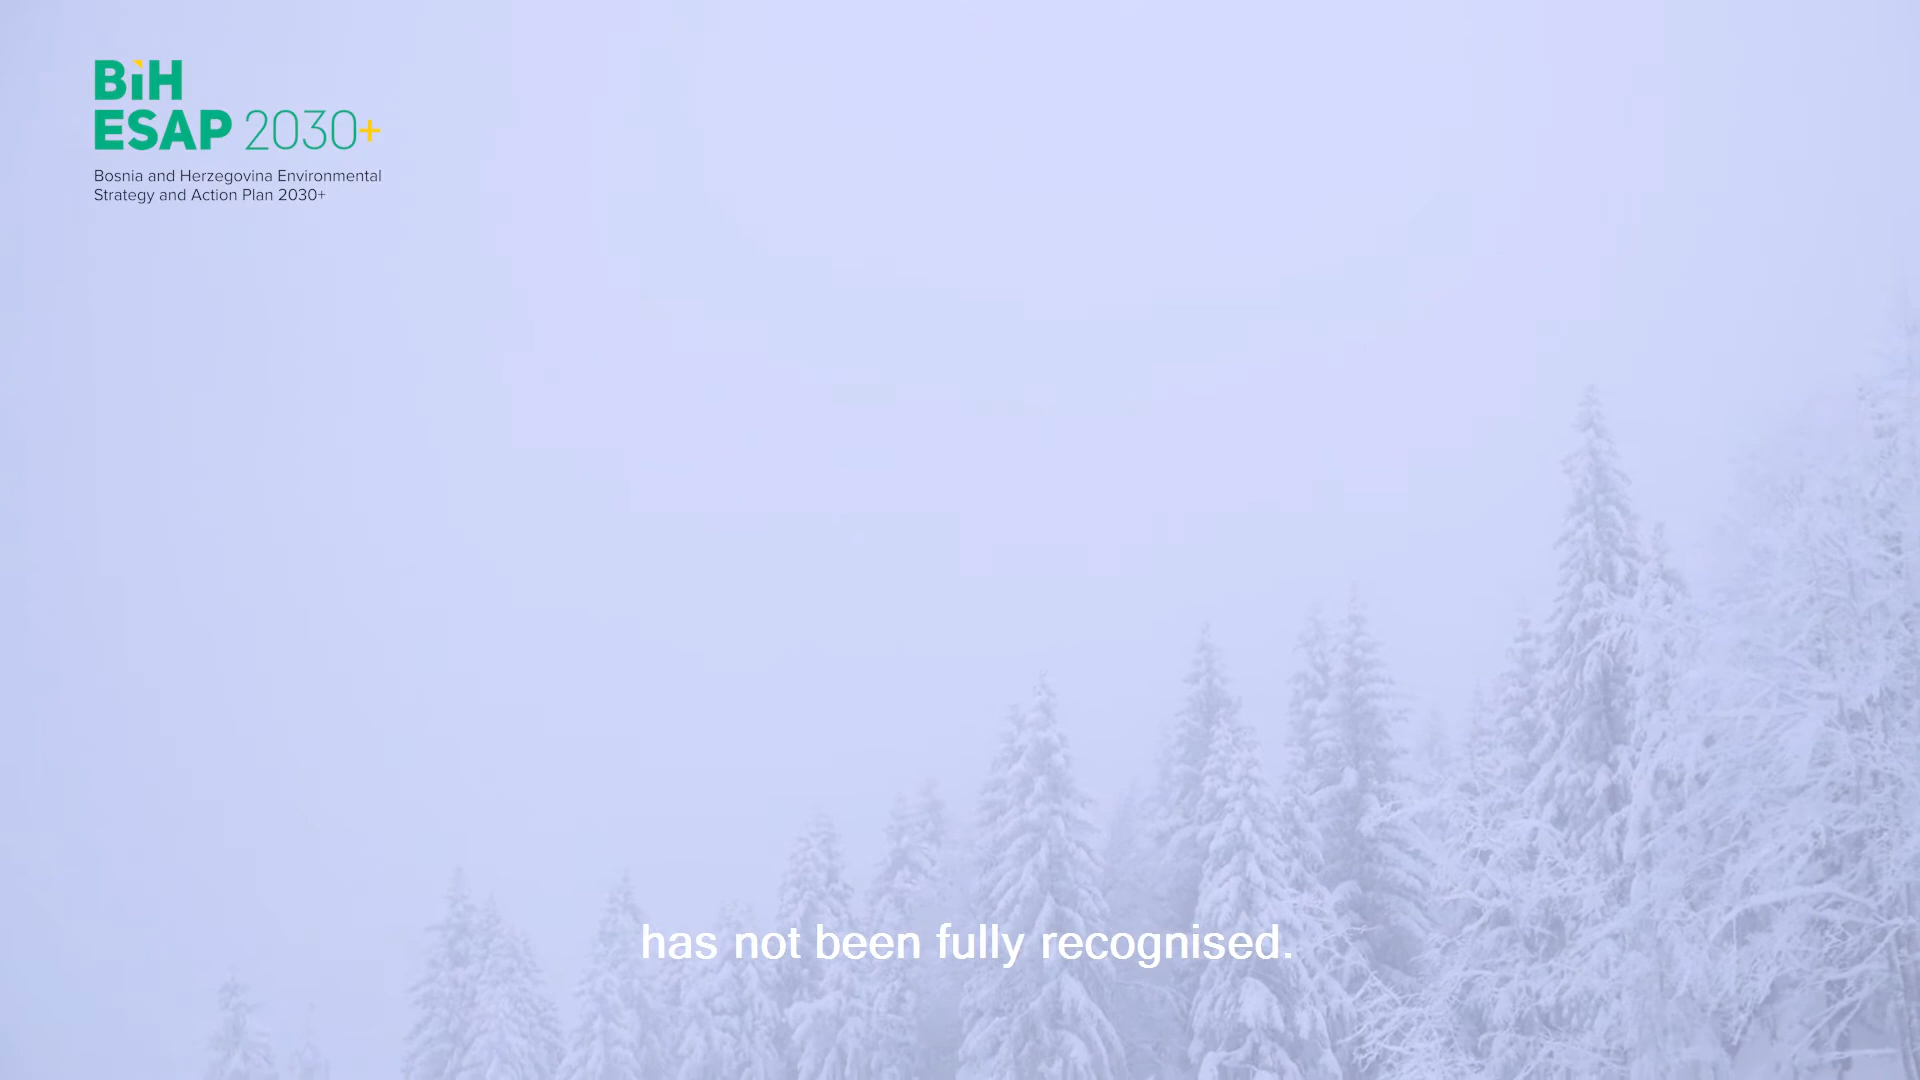 BiH
ESAP 2030+
Bosnia and Herzegovina Environmental
Strategy and Action Plan 2030+
has not been fully recognised.